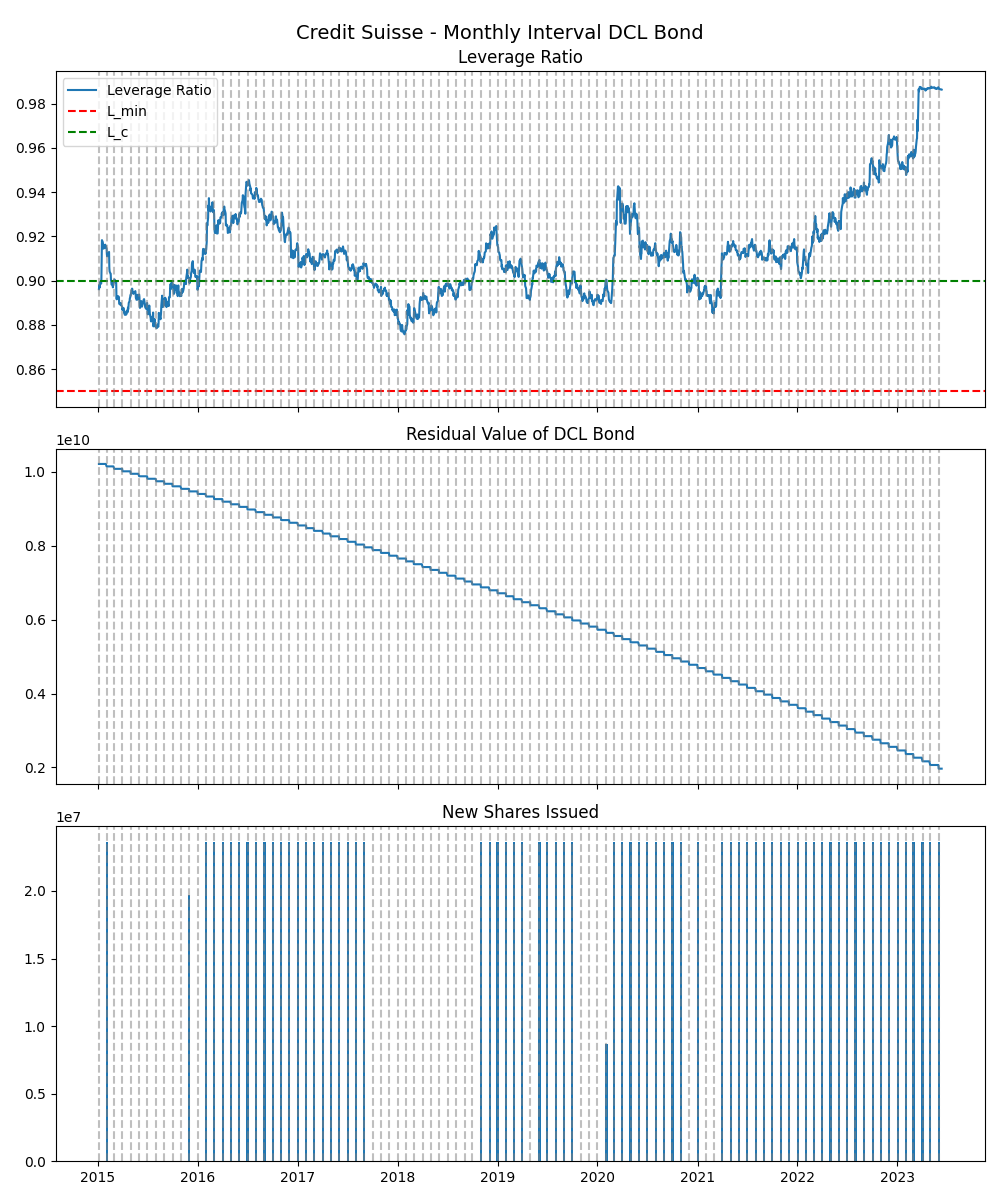 Credit Suisse - Monthly Interval DCL Bond
Leverage Ratio
Leverage Ratio
L_min
L_c
0.98
0.96
0.94
0.92
0.90
0.88
0.86
1e10
Residual Value of DCL Bond
1.0
0.8
0.6
0.4
0.2
1e7
New Shares Issued
2.0
1.5
1.0
0.5
0.0
2015 2016 2017 2018 2019 2020 2021 2022 2023